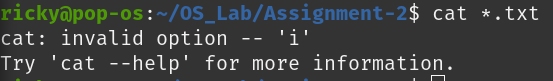 ricky@pop-os:~/OS_Lab/Assignment-2$ cat *.txt
cat: invalid option -- 'i'
Try 'cat --help' for more information.